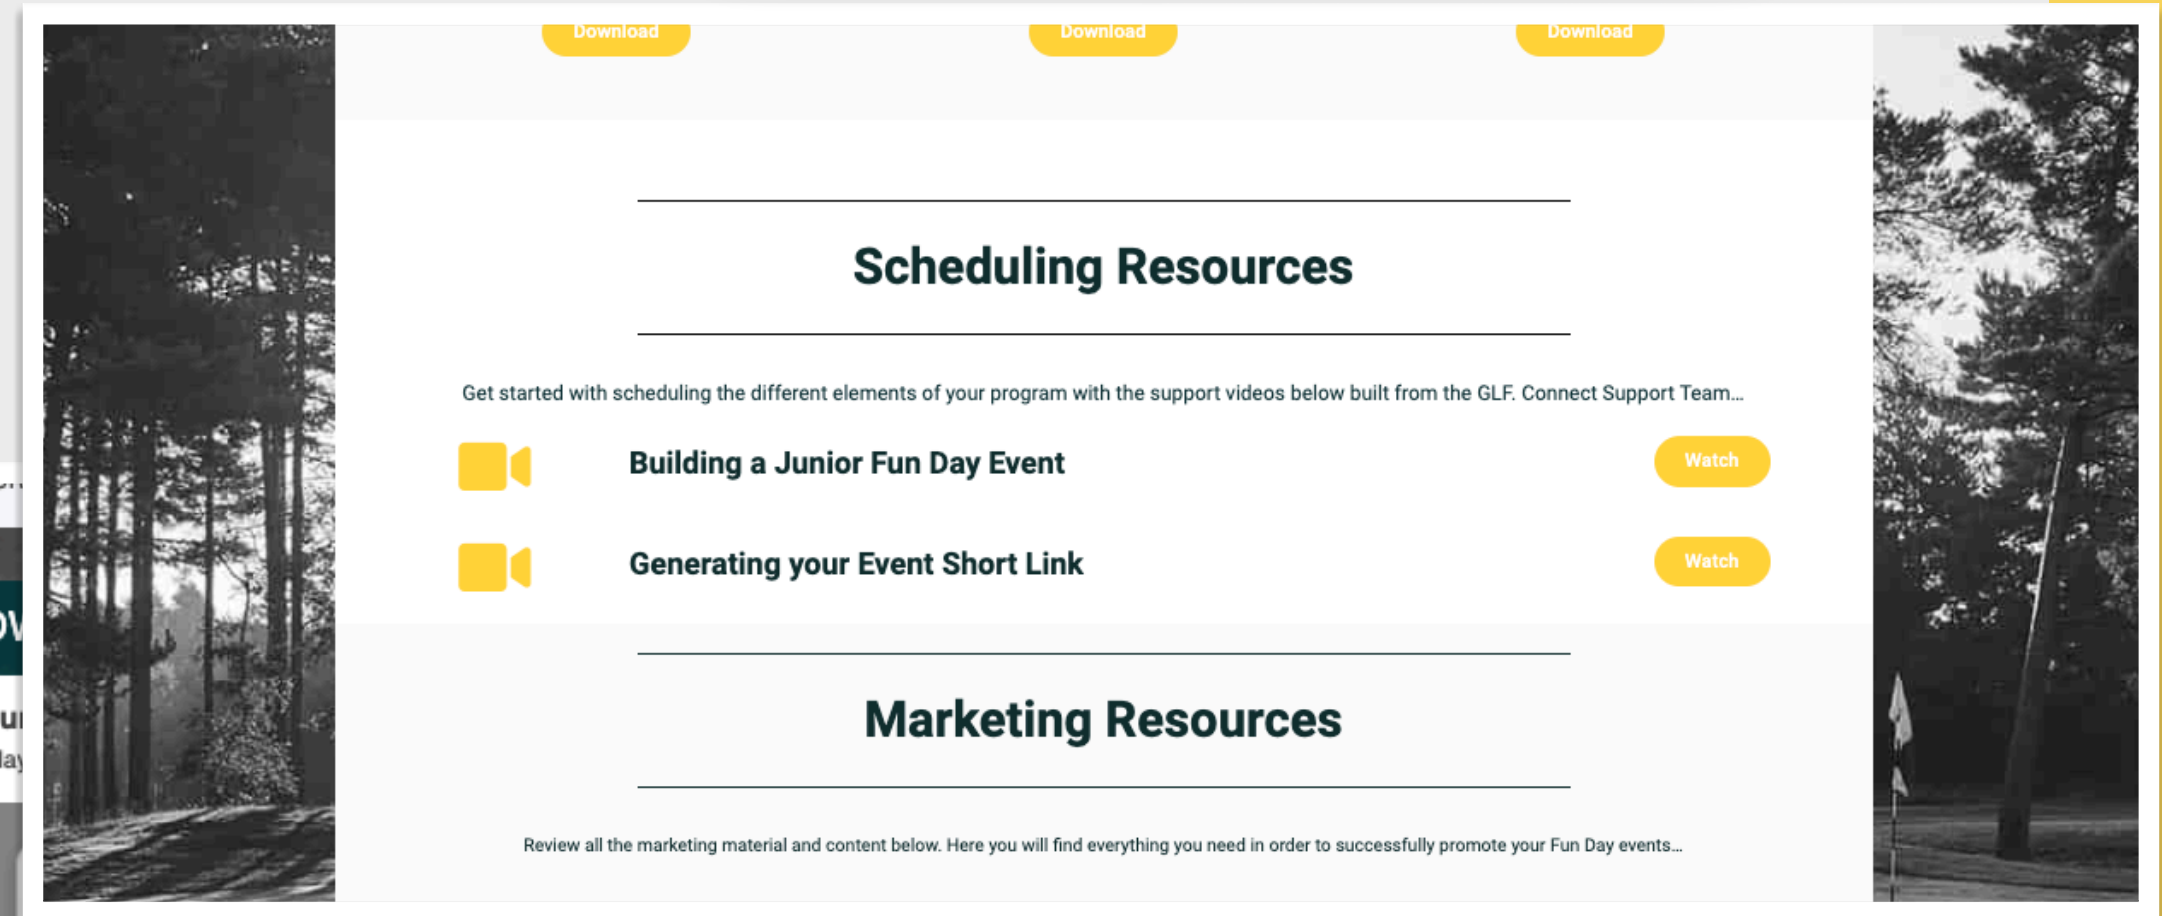 Download Download Download
Scheduling Resources
Get started with scheduling the different elements of your program with the support videos below built from the GLF. Connect Support Team...
Building a Junior Fun Day Event Watch
Generating your Event Short Link Watch
Marketing Resources
Review all the marketing material and content below. Here you will find everything you need in order to successfully promote your Fun Day events...